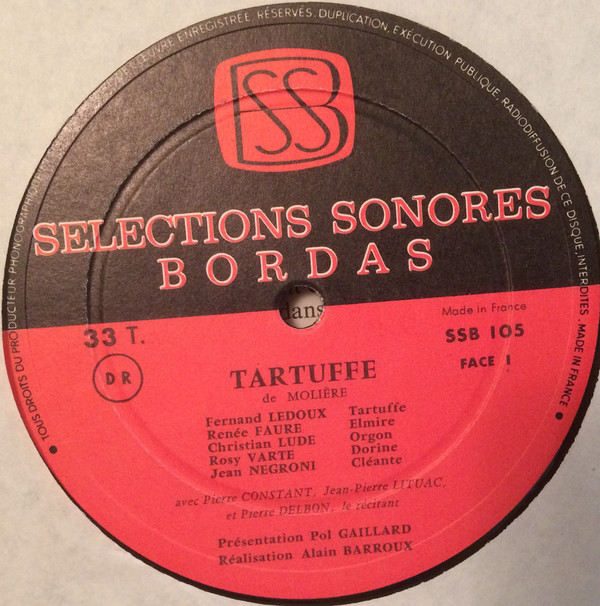 TOUS DROITS DU PRODUCTEUR PHONOGRAPHIQUE
ŒUVRE ENREGISTRÉE RÉSERVÉS. DUPLICATION, EXÉCUTION PUBLIQUE, RADIODIFFUSION DE CE DISQUE, INTERDITES. MADE IN FRANCE
BSS
SELECTIONS SONORES
BORDAS
dans
33 T.
DR
Made in France
SSB 105
FACE 1
TARTUFFE
de MOLIÈRE
Fernand LEDOUX Tartuffe
Renée FAURE Elmire
Christian LUDE Orgon
Rosy VARTE Dorine
Jean NEGRONI Cléante
avec Pierre CONSTANT, Jean-Pierre LITUAC,
et Pierre DELBON, le récitant
Présentation Pol GAILLARD
Réalisation Alain BARROUX